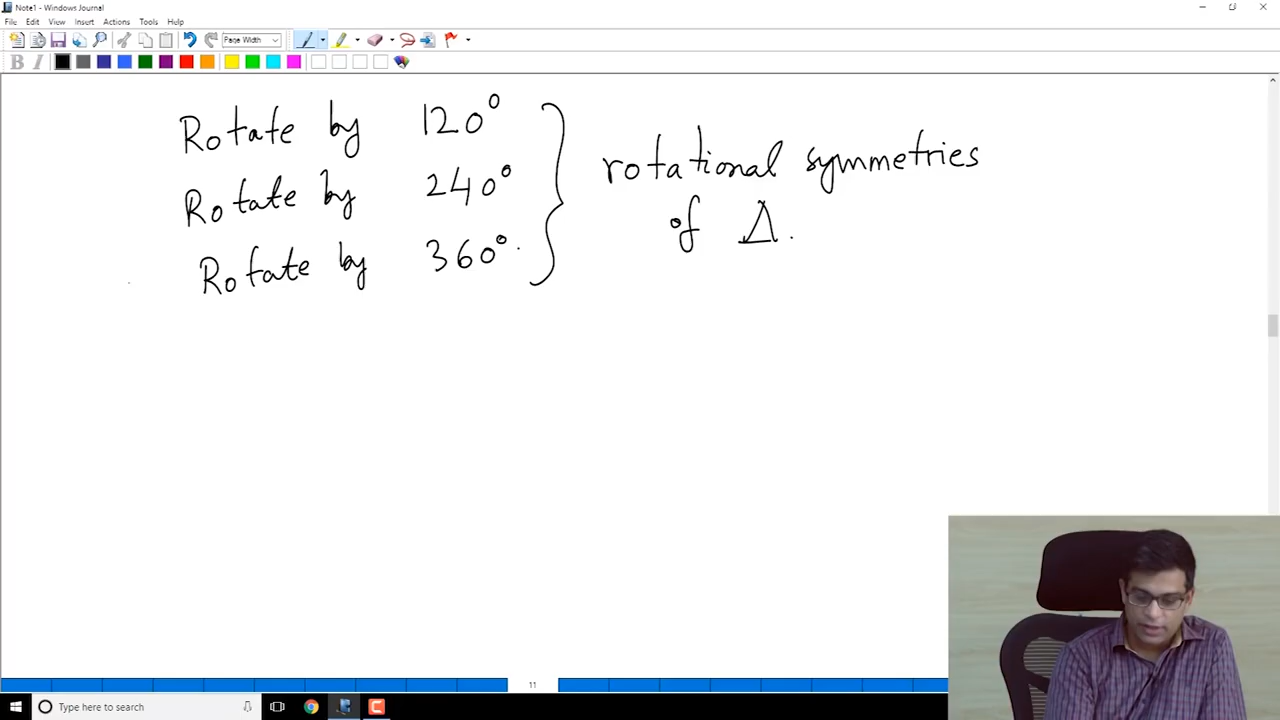 Note1 - Windows Journal
File Edit View Insert Actions Tools Help
Page Width
B I
Rotate by 120°
Rotate by 240°
Rotate by 360°.
rotational symmetries
of Δ.
11
Type here to search